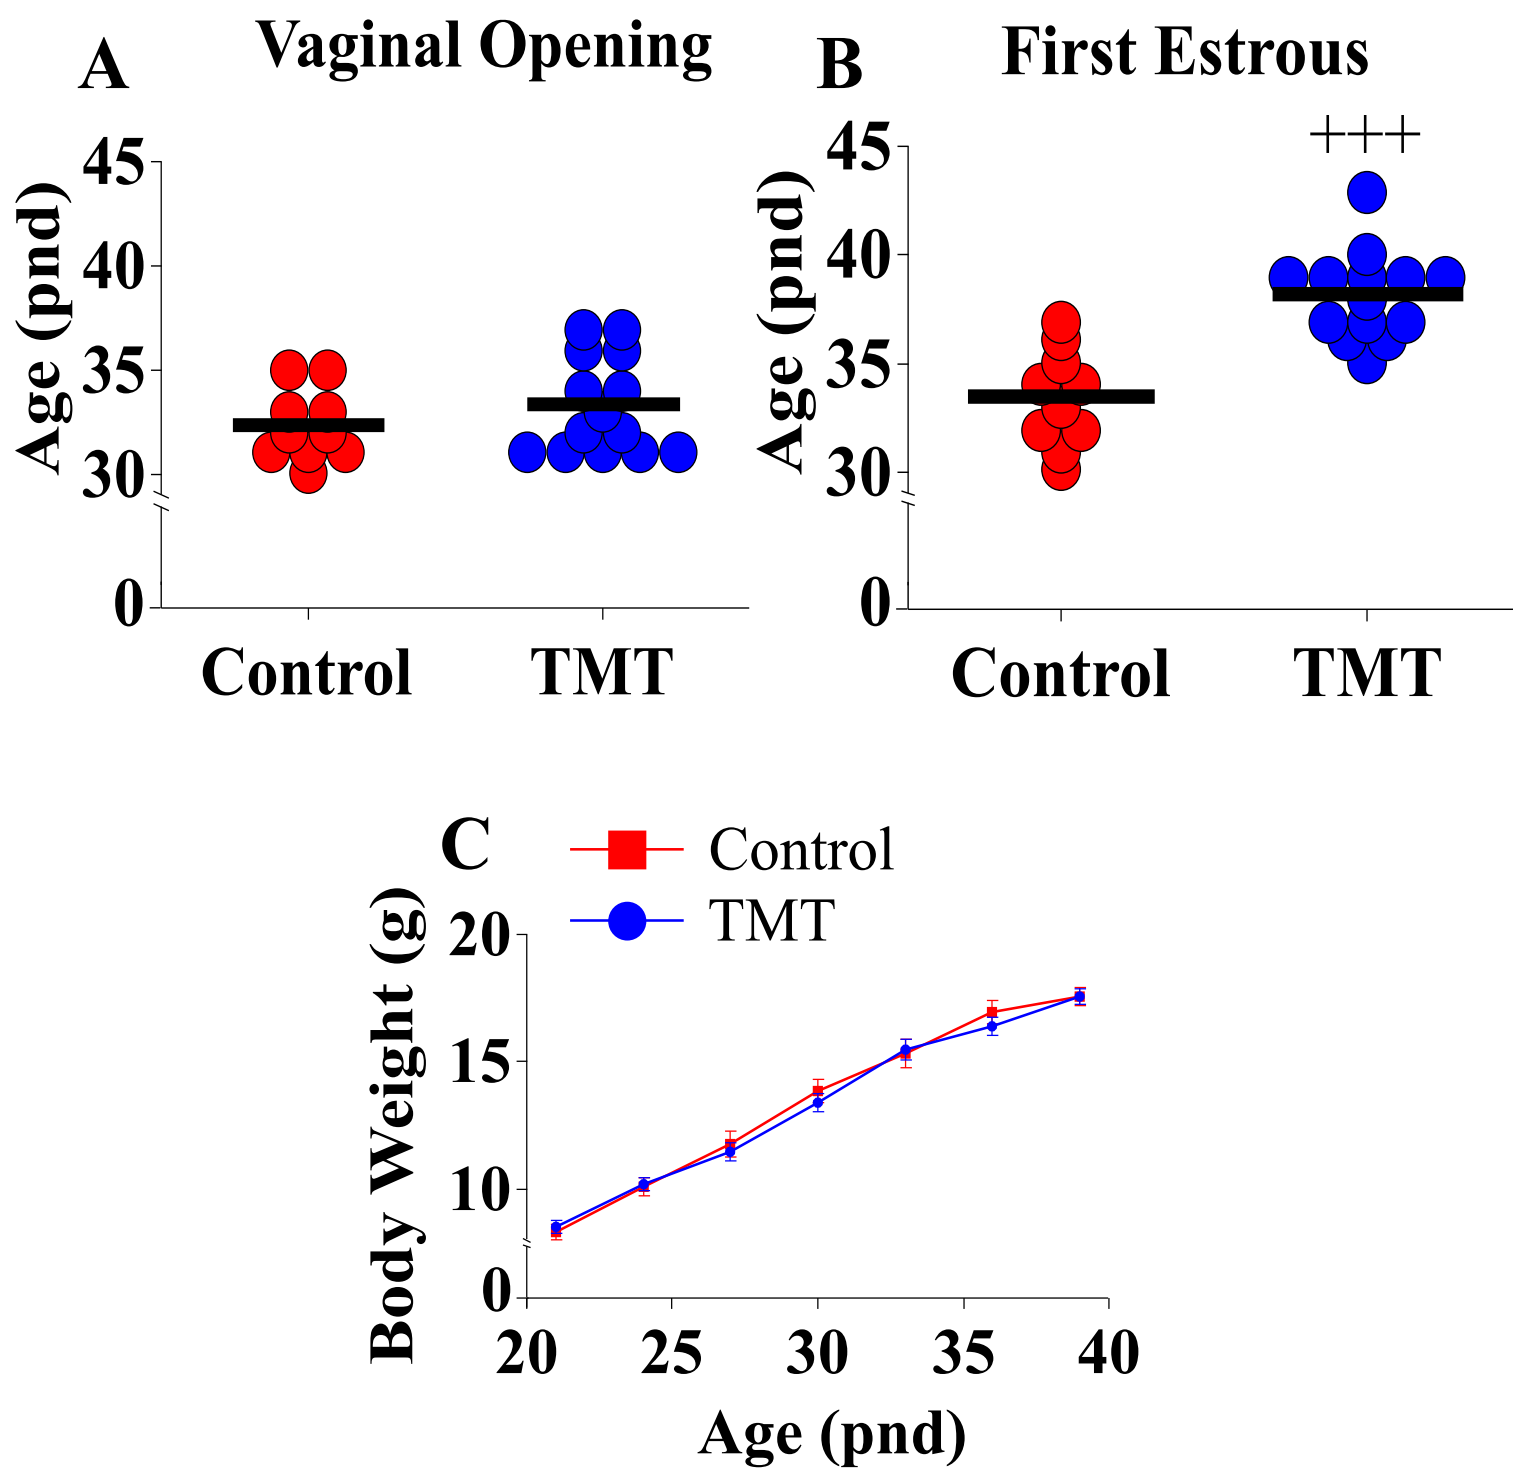 A
Vaginal Opening
Age (pnd)
45
40
35
30
0
Control
TMT
B
First Estrous
+++
Age (pnd)
45
40
35
30
0
Control
TMT
C
Control
TMT
Body Weight (g)
20
15
10
0
20
25
30
35
40
Age (pnd)